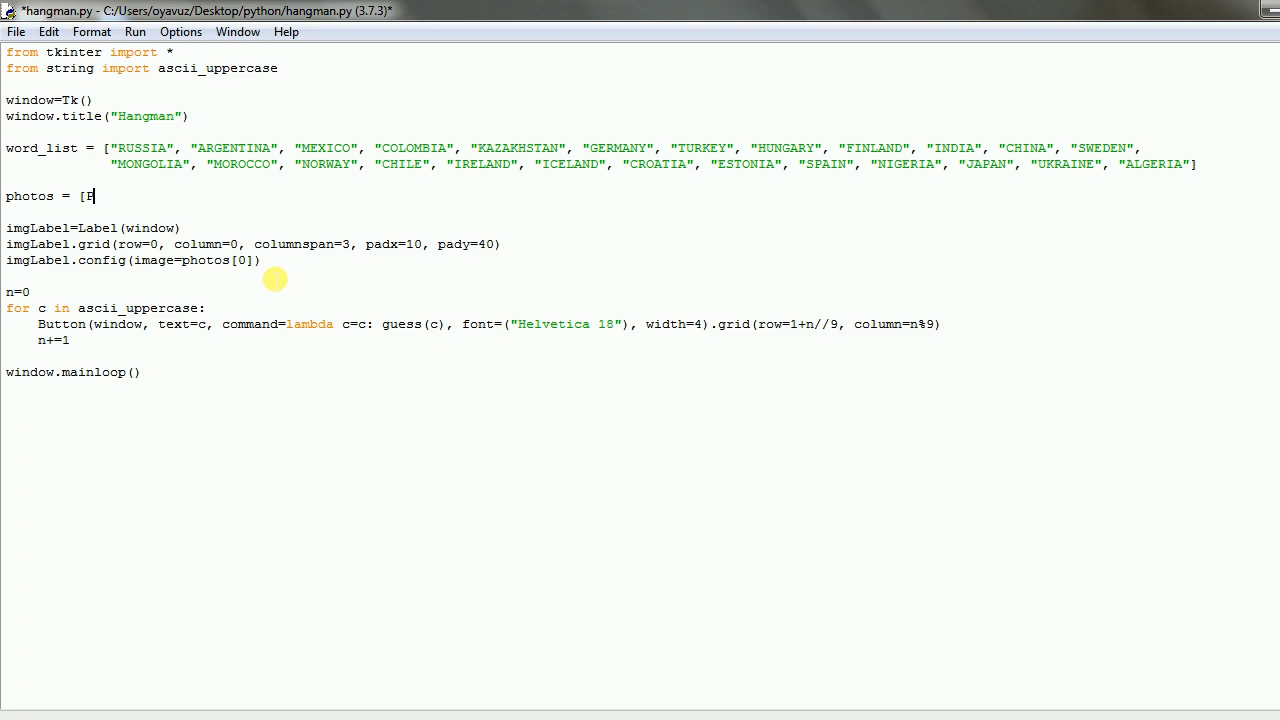 *hangman.py - C:/Users/oyavuz/Desktop/python/hangman.py (3.7.3)*
File Edit Format Run Options Window Help
from tkinter import *
from string import ascii_uppercase
window=Tk()
window.title("Hangman")
word_list = ["RUSSIA", "ARGENTINA", "MEXICO", "COLOMBIA", "KAZAKHSTAN", "GERMANY", "TURKEY", "HUNGARY", "FINLAND", "INDIA", "CHINA", "SWEDEN",
"MONGOLIA", "MOROCCO", "NORWAY", "CHILE", "IRELAND", "ICELAND", "CROATIA", "ESTONIA", "SPAIN", "NIGERIA", "JAPAN", "UKRAINE", "ALGERIA"]
photos = [P
imgLabel=Label(window)
imgLabel.grid(row=0, column=0, columnspan=3, padx=10, pady=40)
imgLabel.config(image=photos[0])
n=0
for c in ascii_uppercase:
    Button(window, text=c, command=lambda c=c: guess(c), font=("Helvetica 18"), width=4).grid(row=1+n//9, column=n%9)
    n+=1
window.mainloop()